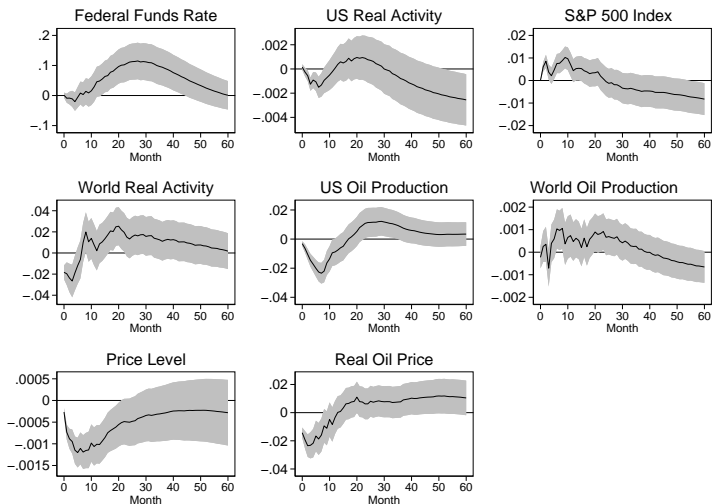 Federal Funds Rate
.2
.1
0
−.1
0 10 20 30 40 50 60
Month
US Real Activity
.002
0
−.002
−.004
0 10 20 30 40 50 60
Month
S&P 500 Index
.02
.01
0
−.01
−.02
0 10 20 30 40 50 60
Month
World Real Activity
.04
.02
0
−.02
−.04
0 10 20 30 40 50 60
Month
US Oil Production
.02
0
−.02
−.04
0 10 20 30 40 50 60
Month
World Oil Production
.002
.001
0
−.001
−.002
0 10 20 30 40 50 60
Month
Price Level
.0005
0
−.0005
−.001
−.0015
0 10 20 30 40 50 60
Month
Real Oil Price
.02
0
−.02
−.04
0 10 20 30 40 50 60
Month